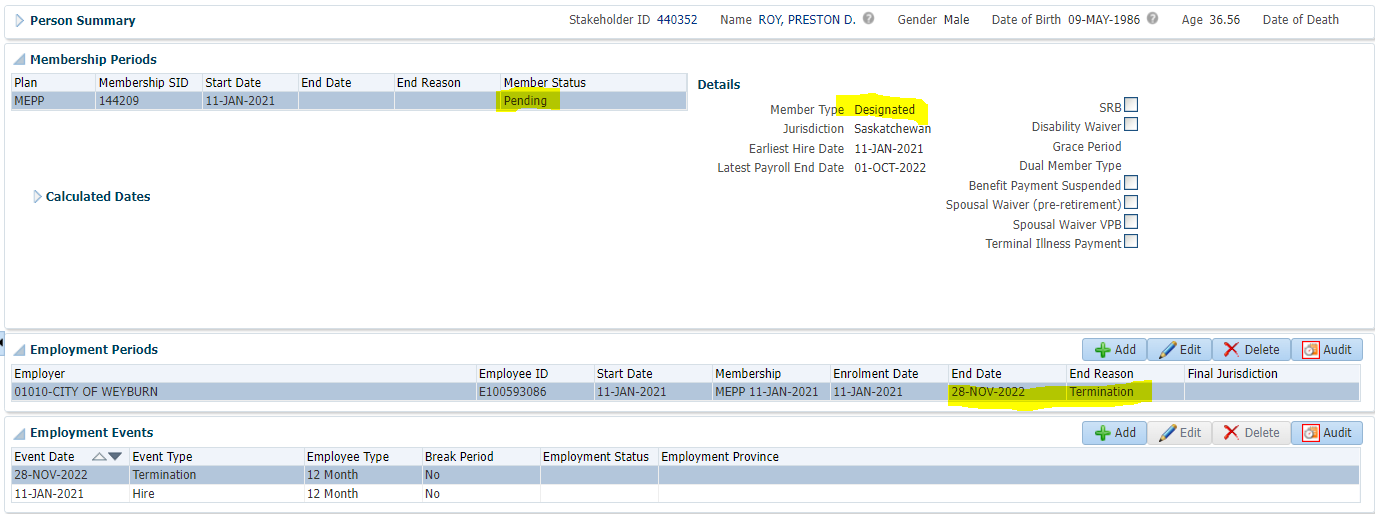 Person Summary Stakeholder ID 440352 Name ROY, PRESTON D. Gender Male Date of Birth 09-MAY-1986 Age 36.56 Date of Death
Membership Periods
Plan Membership SID Start Date End Date End Reason Member Status
MEPP 144209 11-JAN-2021 Pending
Calculated Dates
Details
Member Type Designated
Jurisdiction Saskatchewan
Earliest Hire Date 11-JAN-2021
Latest Payroll End Date 01-OCT-2022
SRB
Disability Waiver
Grace Period
Dual Member Type
Benefit Payment Suspended
Spousal Waiver (pre-retirement)
Spousal Waiver VPB
Terminal Illness Payment
Employment Periods Add Edit Delete Audit
Employer Employee ID Start Date Membership Enrolment Date End Date End Reason Final Jurisdiction
01010-CITY OF WEYBURN E100593086 11-JAN-2021 MEPP 11-JAN-2021 11-JAN-2021 28-NOV-2022 Termination
Employment Events Add Edit Delete Audit
Event Date Event Type Employee Type Break Period Employment Status Employment Province
28-NOV-2022 Termination 12 Month No
11-JAN-2021 Hire 12 Month No